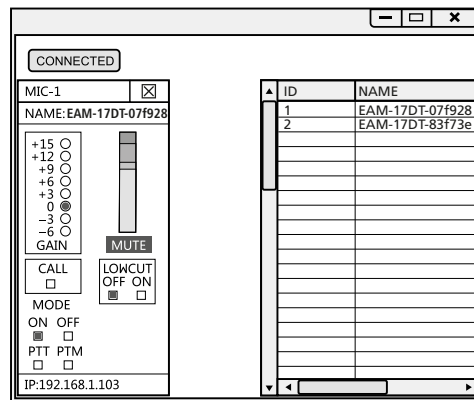 CONNECTED
MIC-1
NAME:EAM-17DT-07f928
+15
+12
+9
+6
+3
0
−3
−6
GAIN
MUTE
CALL
LOWCUT
OFF ON
MODE
ON OFF
PTT PTM
IP:192.168.1.103
ID NAME
1 EAM-17DT-07f928
2 EAM-17DT-83f73e